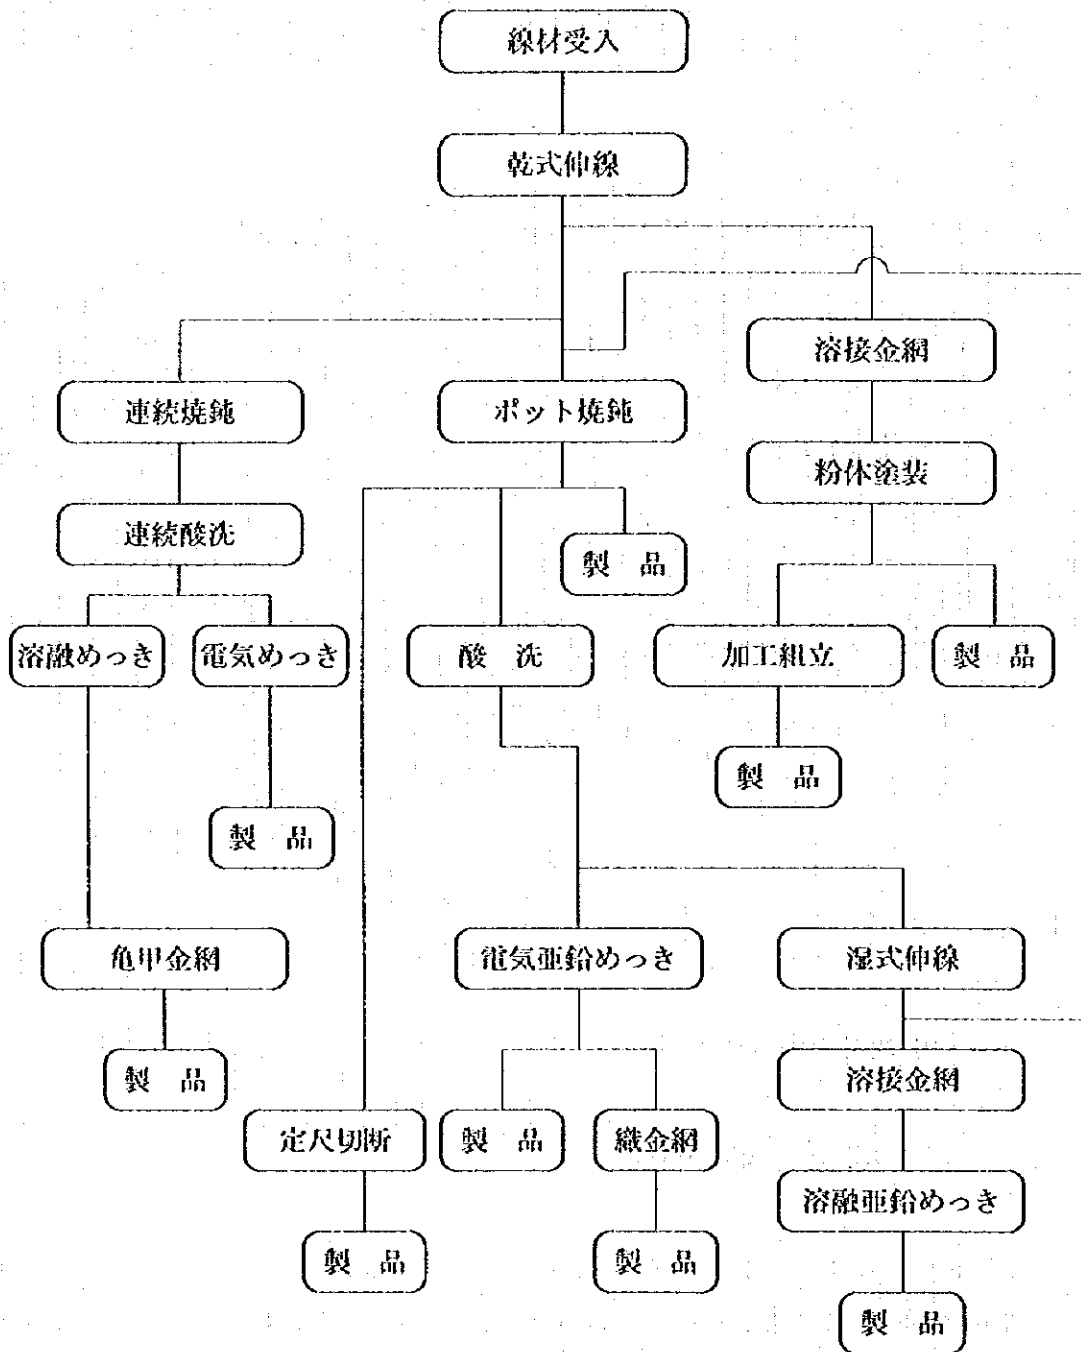 線材受入
乾式伸線
溶接金網
連続焼鈍
ポット焼鈍
粉体塗装
連続酸洗
製 品
溶融めっき
電気めっき
酸 洗
加工組立
製 品
製 品
製 品
亀甲金網
電気亜鉛めっき
湿式伸線
製 品
溶接金網
定尺切断
製 品
織金網
溶融亜鉛めっき
製 品
製 品
製 品